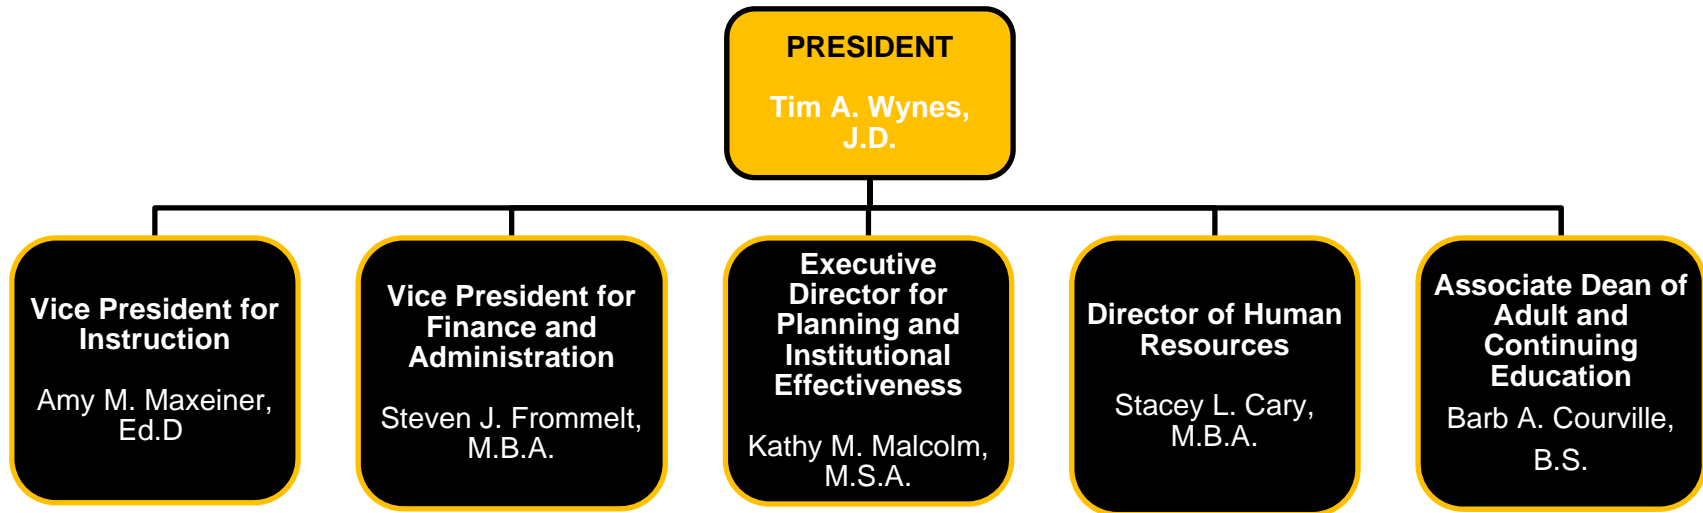 PRESIDENT
Tim A. Wynes,
J.D.
Vice President for
Instruction
Amy M. Maxeiner,
Ed.D
Vice President for
Finance and
Administration
Steven J. Frommelt,
M.B.A.
Executive
Director for
Planning and
Institutional
Effectiveness
Kathy M. Malcolm,
M.S.A.
Director of Human
Resources
Stacey L. Cary,
M.B.A.
Associate Dean of
Adult and
Continuing
Education
Barb A. Courville,
B.S.